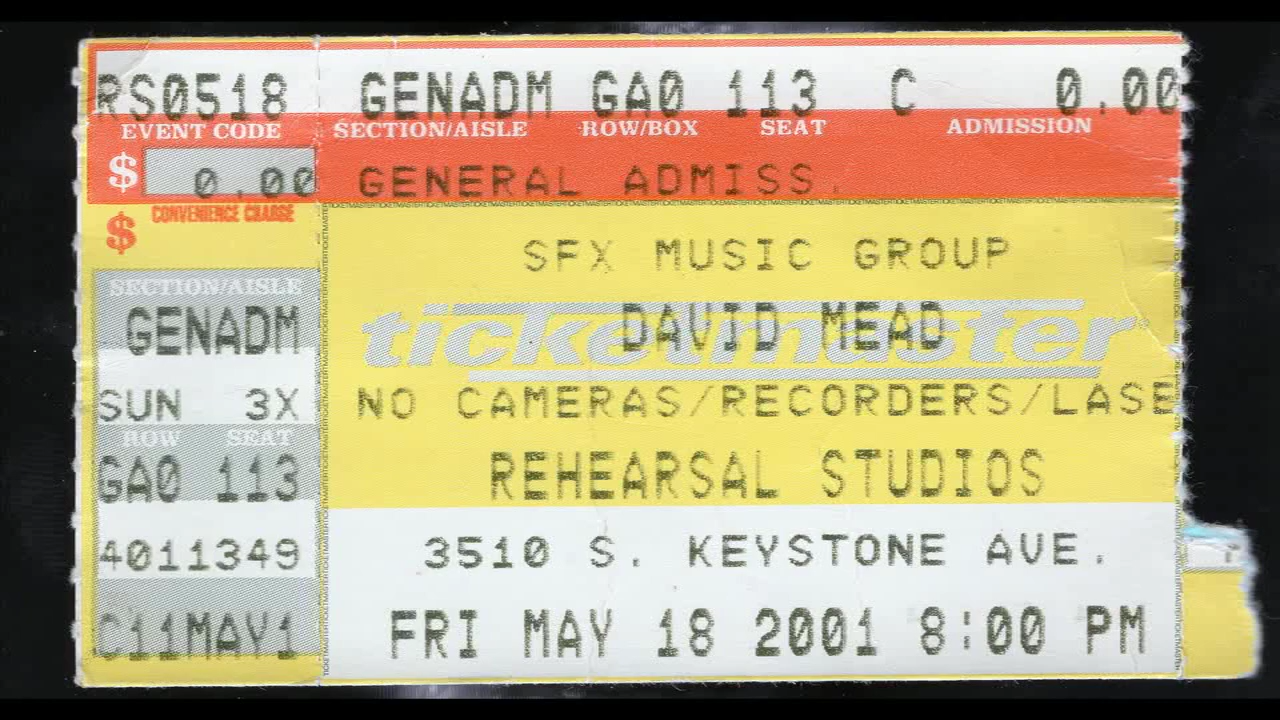 RS0518 GENADM GA0 113 C 0.00
EVENT CODE SECTION/AISLE ROW/BOX SEAT ADMISSION
$ 0.00 GENERAL ADMISS.
$ CONVENIENCE CHARGE
SFX MUSIC GROUP
SECTION/AISLE
GENADM
ticketmaster
DAVID MEAD
SUN 3X
NO CAMERAS/RECORDERS/LASE
ROW SEAT
GA0 113
REHEARSAL STUDIOS
4011349
3510 S. KEYSTONE AVE.
C11MAY1
FRI MAY 18 2001 8:00 PM